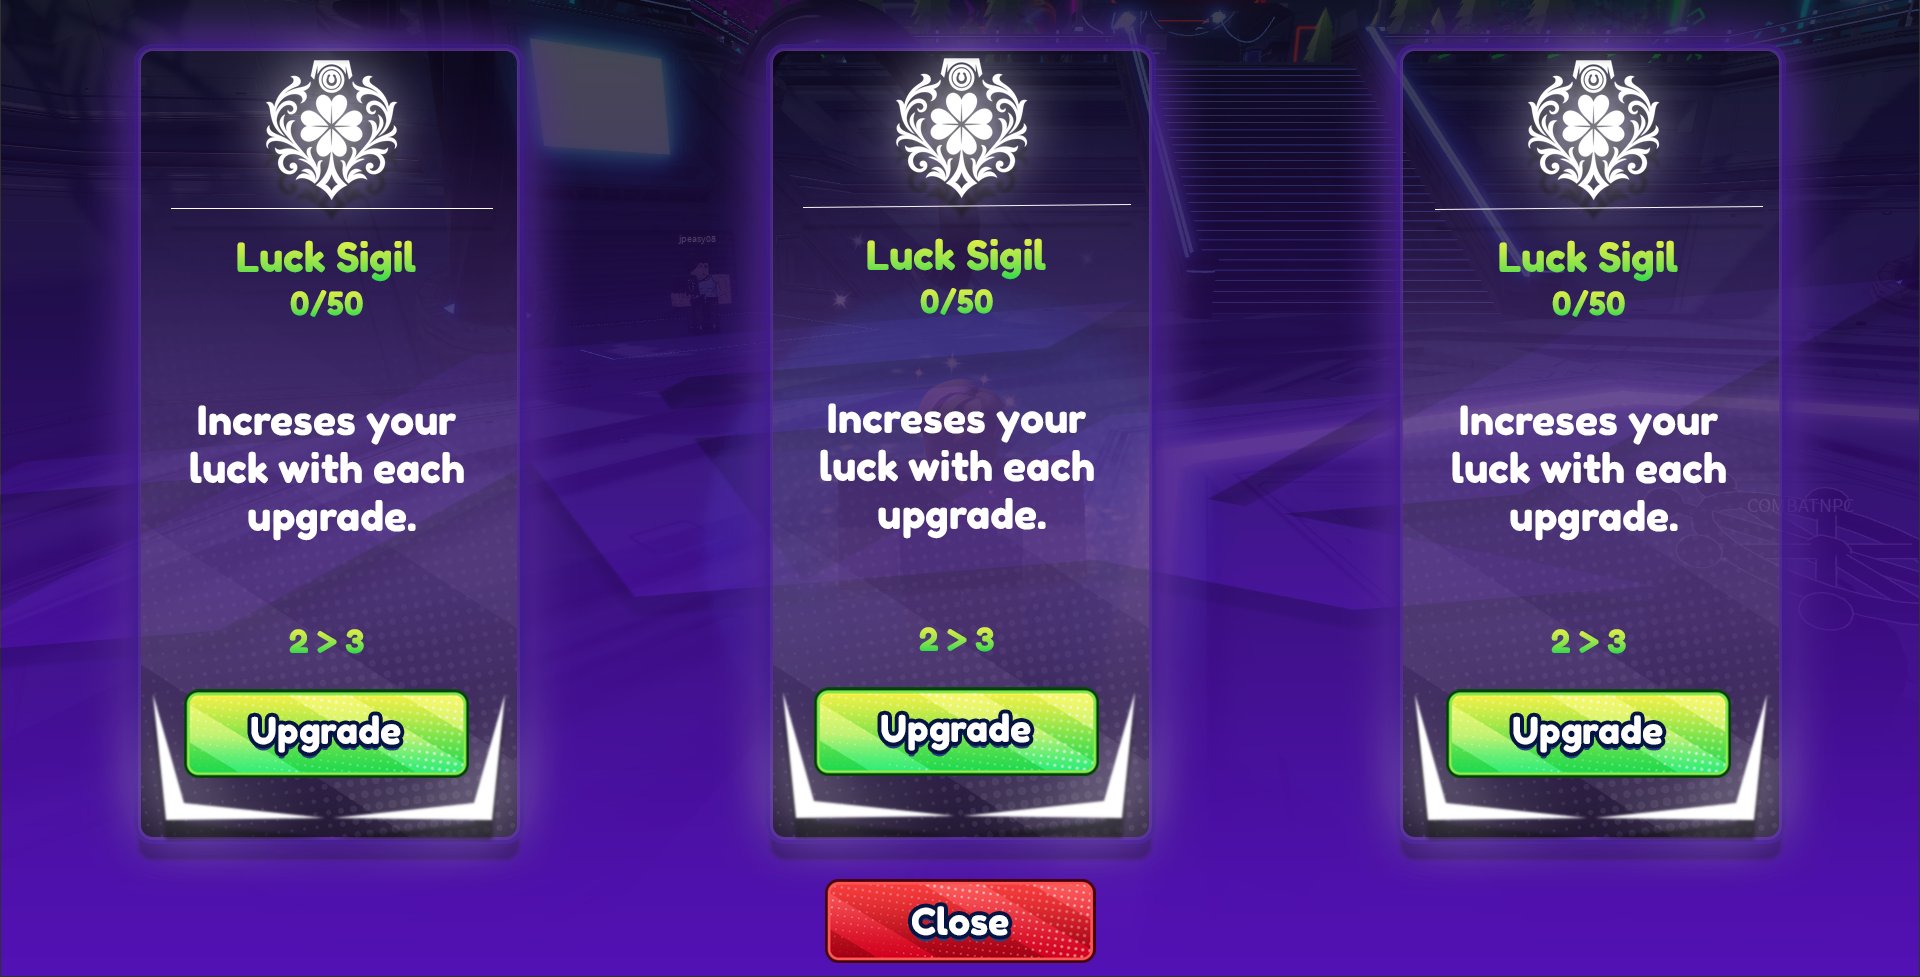 Luck Sigil
0/50
Increses your
luck with each
upgrade.
2 > 3
Upgrade
jpeasy08
Luck Sigil
0/50
Increses your
luck with each
upgrade.
2 > 3
Upgrade
Luck Sigil
0/50
Increses your
luck with each
upgrade.
2 > 3
Upgrade
COMBATNPC
Close